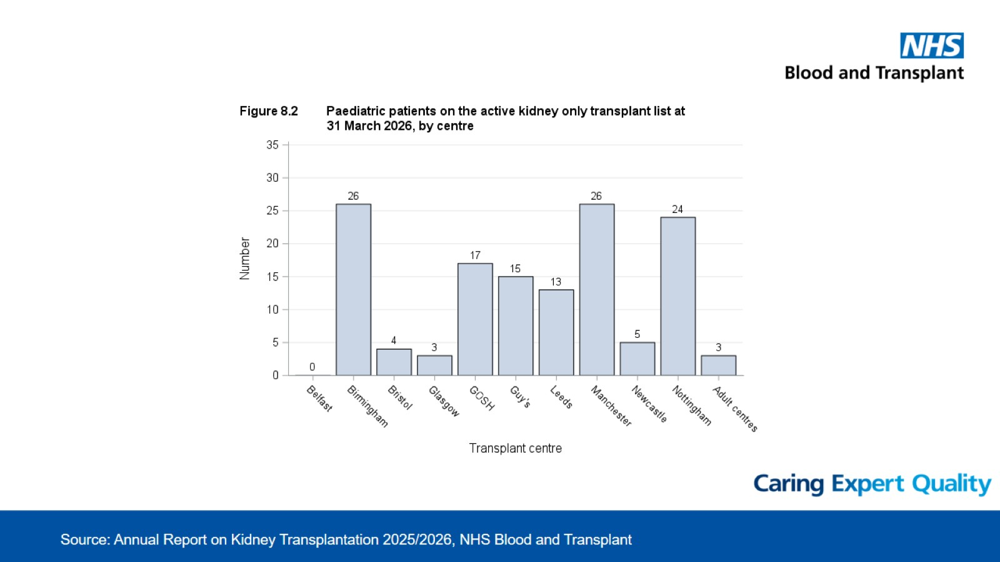 NHS
Blood and Transplant
Figure 8.2 Paediatric patients on the active kidney only transplant list at
31 March 2026, by centre
35
30
25
20
15
10
5
0
Number
0
26
4
3
17
15
13
26
5
24
3
Belfast
Birmingham
Bristol
Glasgow
GOSH
Guy's
Leeds
Manchester
Newcastle
Nottingham
Adult centres
Transplant centre
Caring Expert Quality
Source: Annual Report on Kidney Transplantation 2025/2026, NHS Blood and Transplant